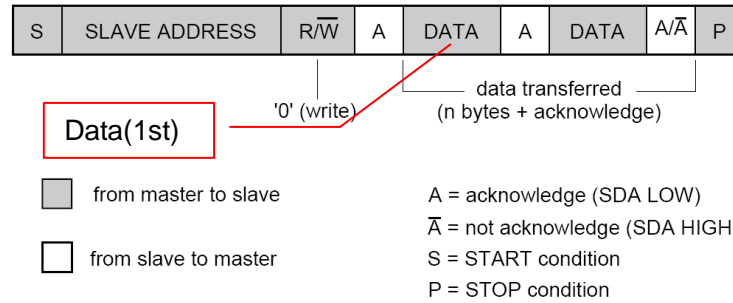 S SLAVE ADDRESS R/W̅ A DATA A DATA A/A̅ P
data transferred
'0' (write) (n bytes + acknowledge)
Data(1st)
from master to slave
A = acknowledge (SDA LOW)
A̅ = not acknowledge (SDA HIGH
from slave to master
S = START condition
P = STOP condition